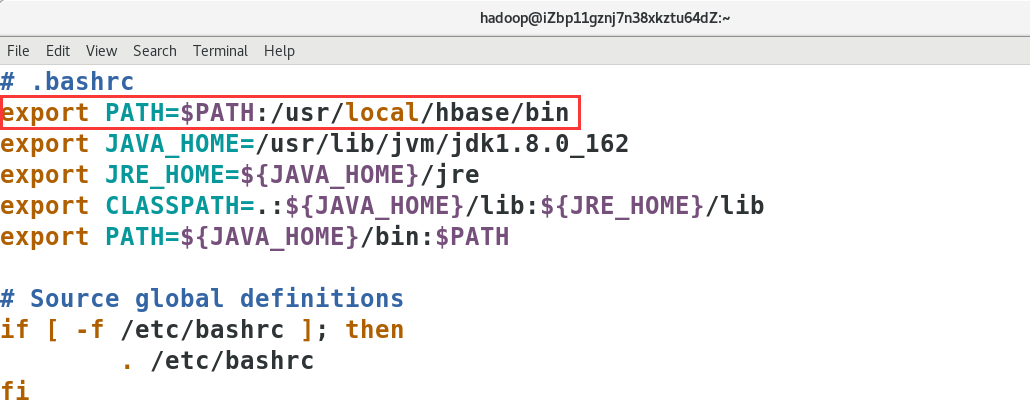 hadoop@iZbp11gznj7n38xkztu64dZ:~
File Edit View Search Terminal Help
# .bashrc
export PATH=$PATH:/usr/local/hbase/bin
export JAVA_HOME=/usr/lib/jvm/jdk1.8.0_162
export JRE_HOME=${JAVA_HOME}/jre
export CLASSPATH=.:${JAVA_HOME}/lib:${JRE_HOME}/lib
export PATH=${JAVA_HOME}/bin:$PATH
# Source global definitions
if [ -f /etc/bashrc ]; then
        . /etc/bashrc
fi